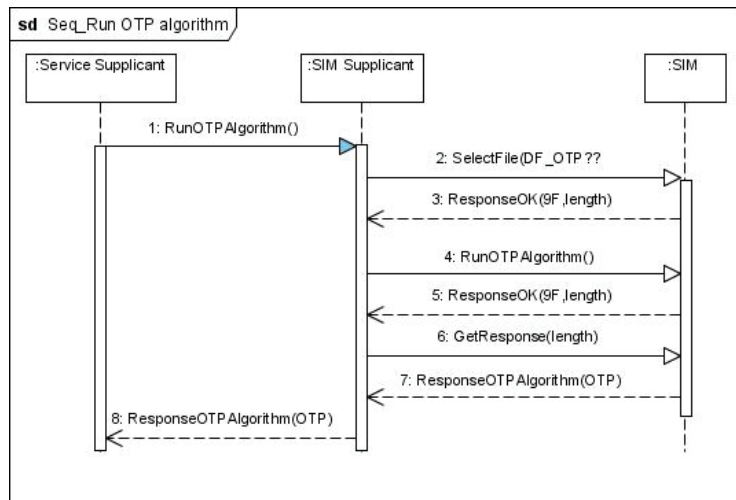 sd Seq_Run OTP algorithm
:Service Supplicant
:SIM Supplicant
:SIM
1: RunOTPAlgorithm()
2: SelectFile(DF_OTP??
3: ResponseOK(9F,length)
4: RunOTPAlgorithm()
5: ResponseOK(9F,length)
6: GetResponse(length)
7: ResponseOTPAlgorithm(OTP)
8: ResponseOTPAlgorithm(OTP)